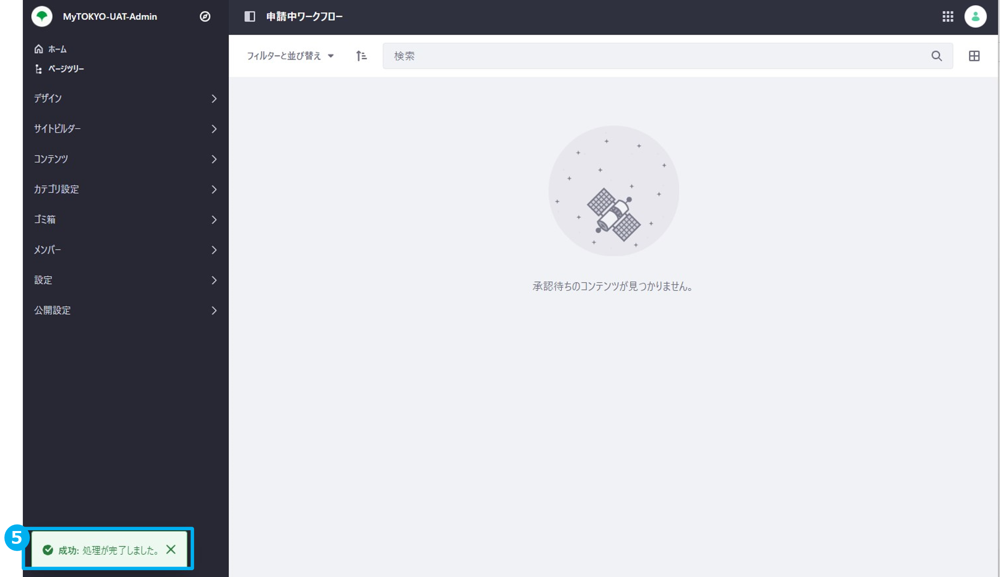 MyTOKYO-UAT-Admin
申請中ワークフロー
ホーム
ページツリー
フィルターと並び替え
検索
デザイン
サイトビルダー
コンテンツ
カテゴリ設定
ゴミ箱
メンバー
設定
公開設定
承認待ちのコンテンツが見つかりません。
5
成功: 処理が完了しました。